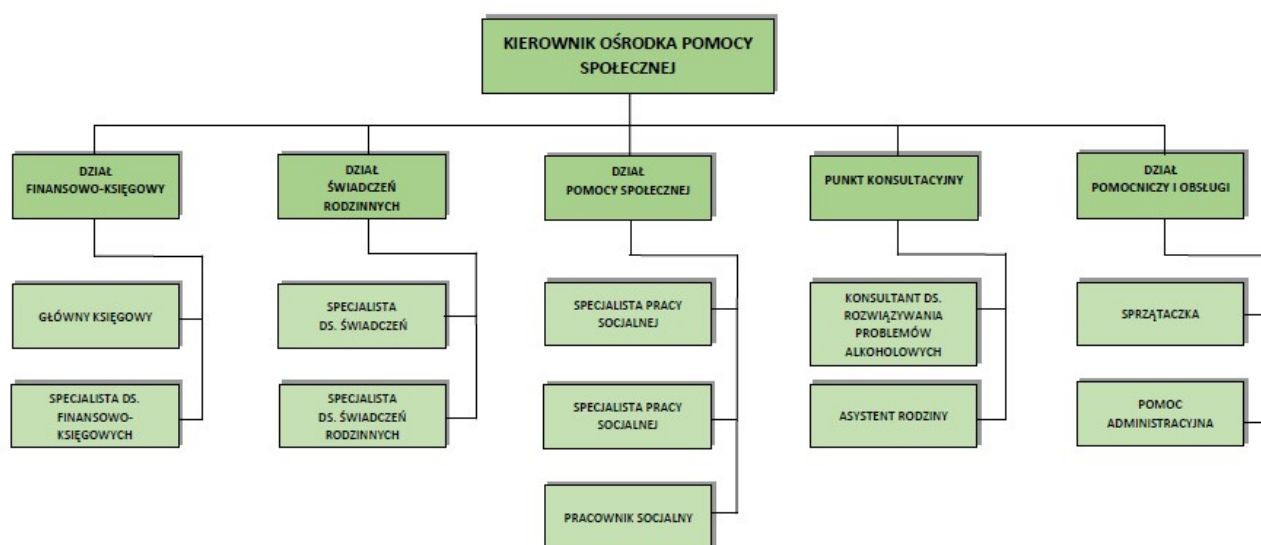 KIEROWNIK OŚRODKA POMOCY
SPOŁECZNEJ
DZIAŁ
FINANSOWO-KSIĘGOWY
DZIAŁ
ŚWIADCZEŃ
RODZINNYCH
DZIAŁ
POMOCY SPOŁECZNEJ
PUNKT KONSULTACYJNY
DZIAŁ
POMOCNICZY I OBSŁUGI
GŁÓWNY KSIĘGOWY
SPECJALISTA DS.
FINANSOWO-
KSIĘGOWYCH
SPECJALISTA
DS. ŚWIADCZEŃ
SPECJALISTA
DS. ŚWIADCZEŃ
RODZINNYCH
SPECJALISTA PRACY
SOCJALNEJ
SPECJALISTA PRACY
SOCJALNEJ
PRACOWNIK SOCJALNY
KONSULTANT DS.
ROZWIĄZYWANIA
PROBLEMÓW
ALKOHOLOWYCH
ASYSTENT RODZINY
SPRZĄTACZKA
POMOC
ADMINISTRACYJNA